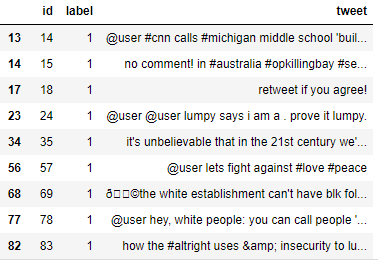 id label tweet
13 14 1 @user #cnn calls #michigan middle school 'buil...
14 15 1 no comment! in #australia #opkillingbay #se...
17 18 1 retweet if you agree!
23 24 1 @user @user lumpy says i am a . prove it lumpy.
34 35 1 it's unbelievable that in the 21st century we'...
56 57 1 @user lets fight against #love #peace
68 69 1 ð©the white establishment can't have blk fol...
77 78 1 @user hey, white people: you can call people '...
82 83 1 how the #altright uses &amp; insecurity to lu...